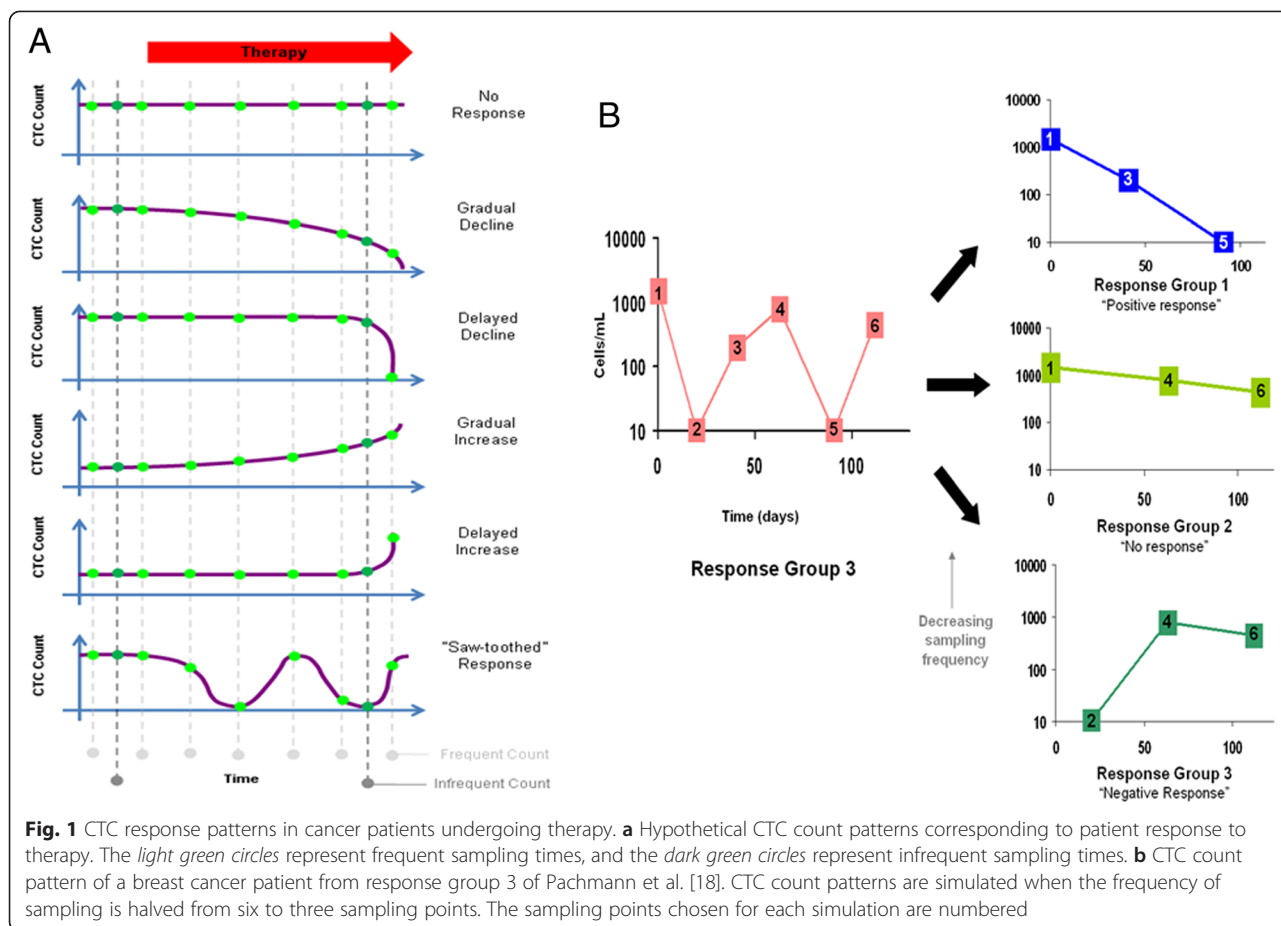 A
Therapy
CTC Count
No
Response
CTC Count
Gradual
Decline
CTC Count
Delayed
Decline
CTC Count
Gradual
Increase
CTC Count
Delayed
Increase
CTC Count
"Saw-toothed"
Response
Frequent Count
Time
Infrequent Count
B
10000
1000
100
10
Cells/mL
1
2
3
4
5
6
0
50
100
Time (days)
Response Group 3
Decreasing
sampling
frequency
10000
1000
100
10
1
3
5
0
50
100
Response Group 1
"Positive response"
10000
1000
100
10
1
4
6
0
50
100
Response Group 2
"No response"
10000
1000
100
10
2
4
6
0
50
100
Response Group 3
"Negative Response"
Fig. 1 CTC response patterns in cancer patients undergoing therapy. a Hypothetical CTC count patterns corresponding to patient response to
therapy. The light green circles represent frequent sampling times, and the dark green circles represent infrequent sampling times. b CTC count
pattern of a breast cancer patient from response group 3 of Pachmann et al. [18]. CTC count patterns are simulated when the frequency of
sampling is halved from six to three sampling points. The sampling points chosen for each simulation are numbered